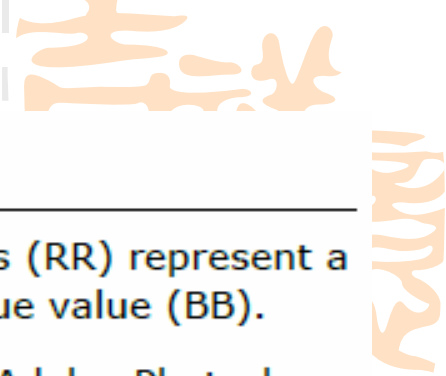 s (RR) represent a
ue value (BB).